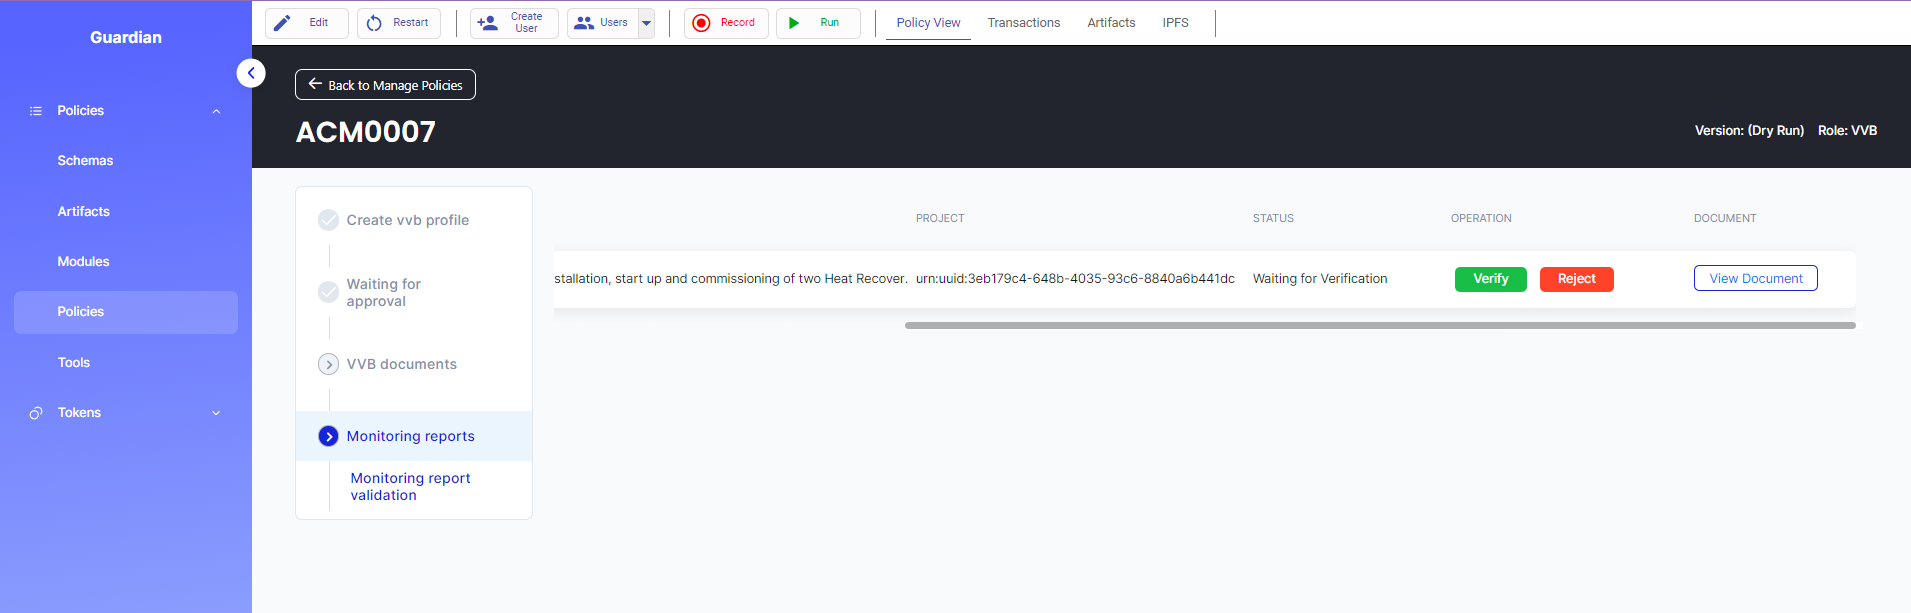 Guardian
Policies
Schemas
Artifacts
Modules
Policies
Tools
Tokens
Edit
Restart
Create
User
Users
Record
Run
Policy View
Transactions
Artifacts
IPFS
Back to Manage Policies
ACM0007
Version: (Dry Run) Role: VVB
Create vvb profile
Waiting for
approval
VVB documents
Monitoring reports
Monitoring report
validation
PROJECT
STATUS
OPERATION
DOCUMENT
stallation, start up and commissioning of two Heat Recover.
urn:uuid:3eb179c4-648b-4035-93c6-8840a6b441dc
Waiting for Verification
Verify
Reject
View Document